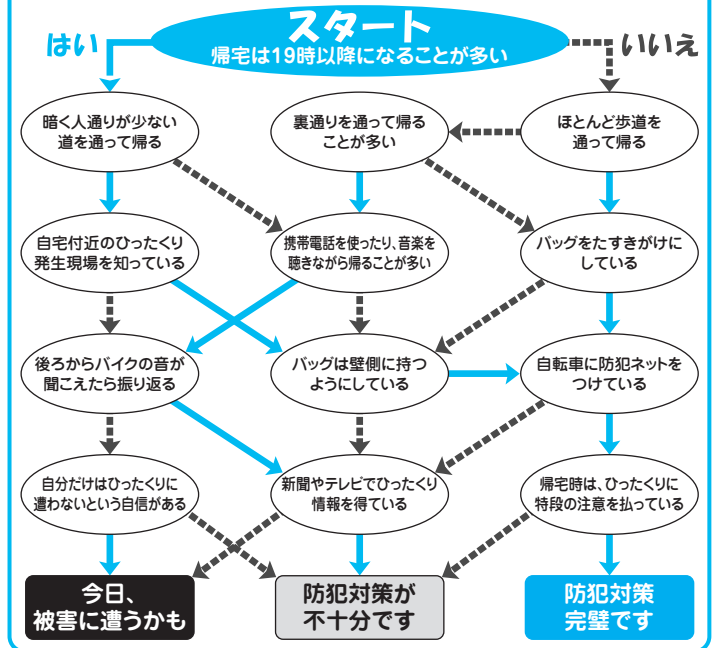 スタート
帰宅は19時以降になることが多い
はい
いいえ
暗く人通りが少ない
道を通って帰る
裏通りを通って帰る
ことが多い
ほとんど歩道を
通って帰る
自宅付近のひったくり
発生現場を知っている
携帯電話を使ったり、音楽を
聴きながら帰ることが多い
バッグをたすきがけに
している
後ろからバイクの音が
聞こえたら振り返る
バッグは壁側に持つ
ようにしている
自転車に防犯ネットを
つけている
自分だけはひったくりに
遭わないという自信がある
新聞やテレビでひったくり
情報を得ている
帰宅時は、ひったくりに
特段の注意を払っている
今日、
被害に遭うかも
防犯対策が
不十分です
防犯対策
完璧です